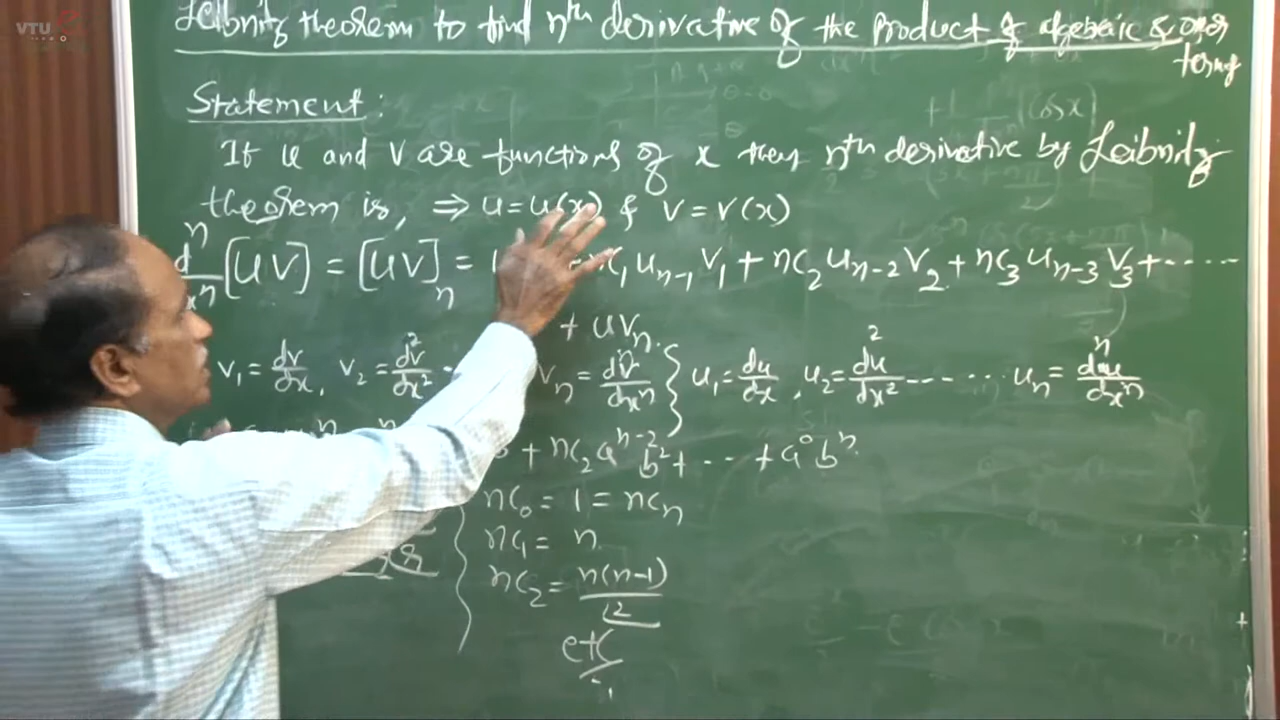 VTU
Leibnitz theorem to find nth derivative of the product of algebraic & other
terms
Statement:
If u and v are functions of x then nth derivative by Leibnitz
theorem is, ⇒ u = u(x) & v = v(x)
dⁿ/dxⁿ [UV] = [UV]ₙ = C₁ uₙ₋₁ v₁ + nC₂ uₙ₋₂ v₂ + nC₃ uₙ₋₃ v₃ + ······
+ uvₙ.
v₁ = dv/dx, v₂ = d²v/dx² vₙ = dⁿv/dxⁿ } u₁ = du/dx, u₂ = d²u/dx² ······· uₙ = dⁿu/dxⁿ
+ nC₂ aⁿ⁻² b² + ··· + a⁰ bⁿ
nC₀ = 1 = nCₙ
nC₁ = n
nC₂ = n(n-1)/|2
etc